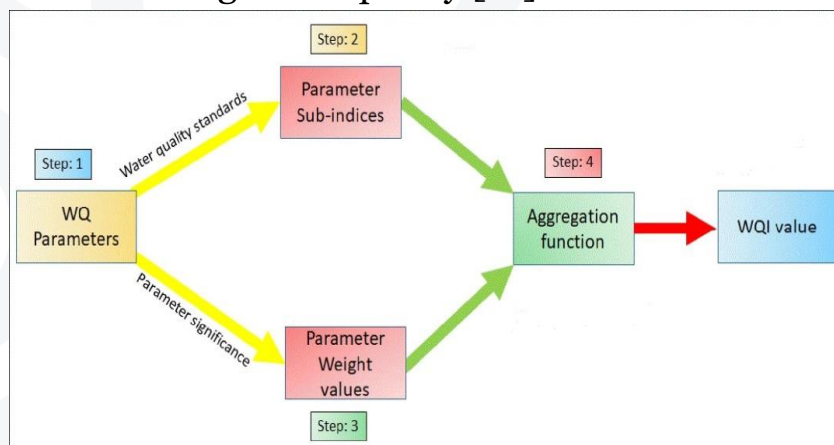 Step: 2
Parameter
Sub-indices
Water quality standards
Step: 1
WQ
Parameters
Step: 4
Aggregation
function
WQI value
Parameter significance
Parameter
Weight
values
Step: 3